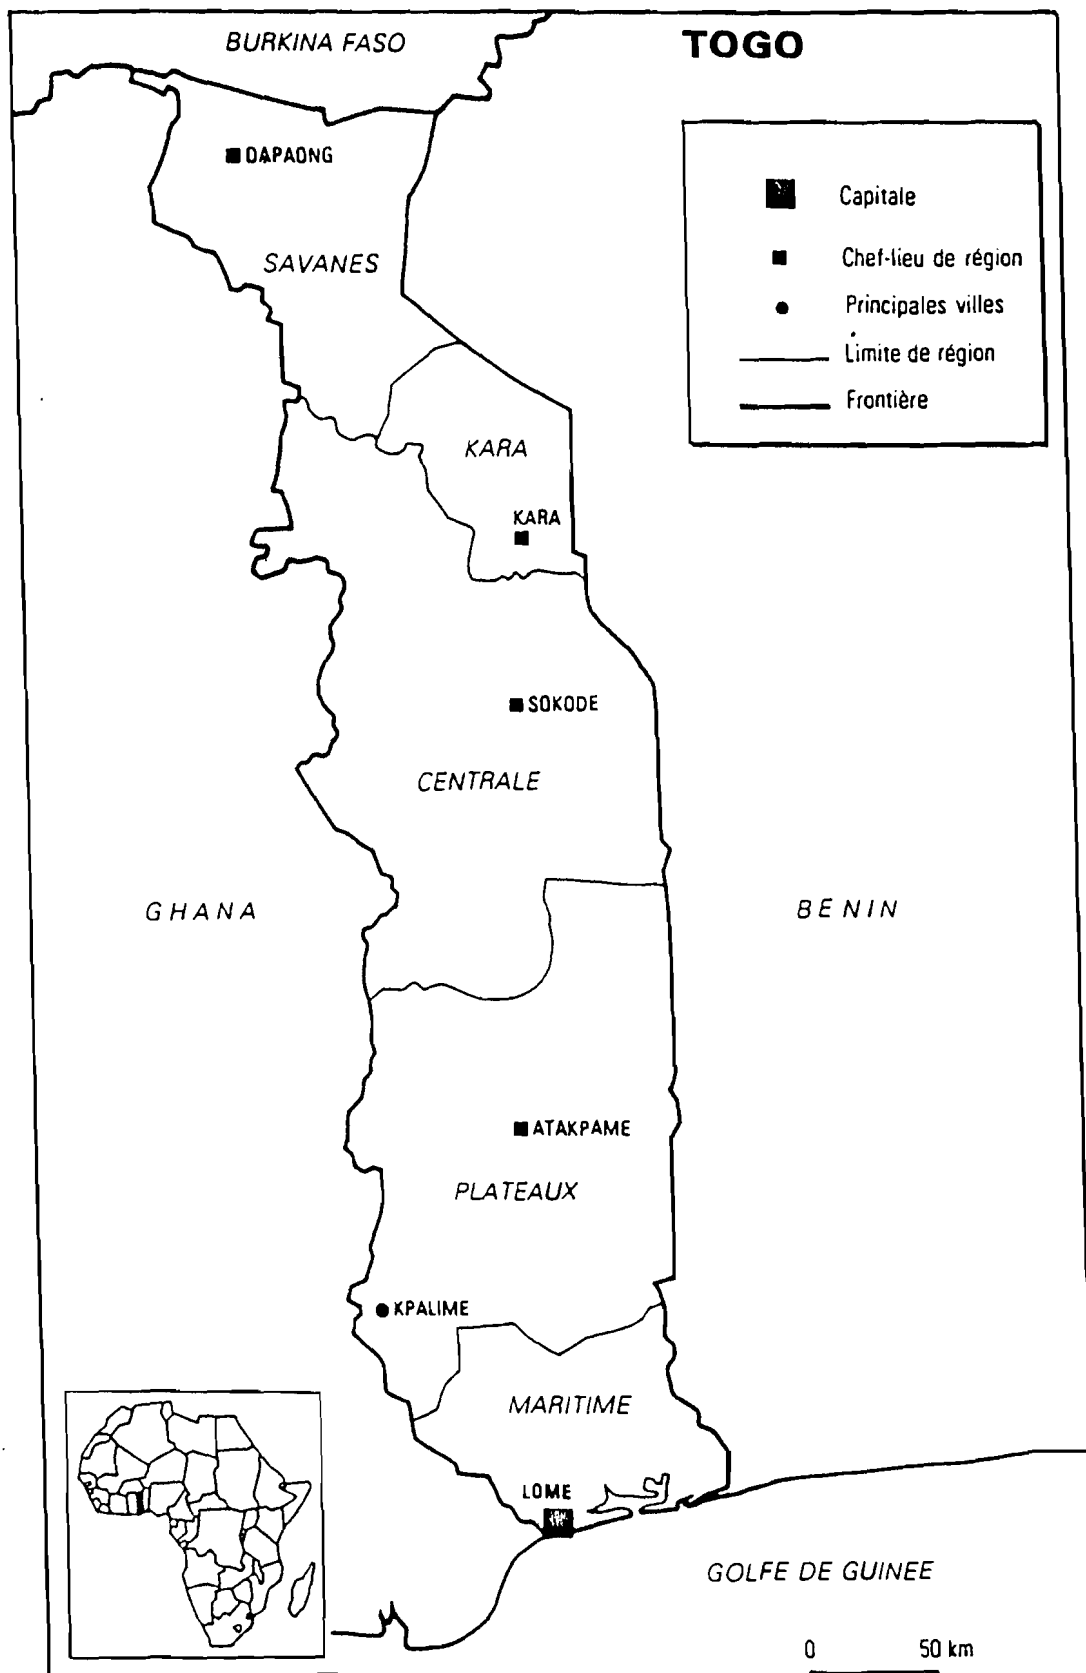 BURKINA FASO
TOGO
DAPAONG
SAVANES
Capitale
Chef-lieu de région
Principales villes
Limite de région
Frontière
KARA
KARA
SOKODE
CENTRALE
GHANA
BENIN
ATAKPAME
PLATEAUX
KPALIME
MARITIME
LOME
GOLFE DE GUINEE
0 50 km